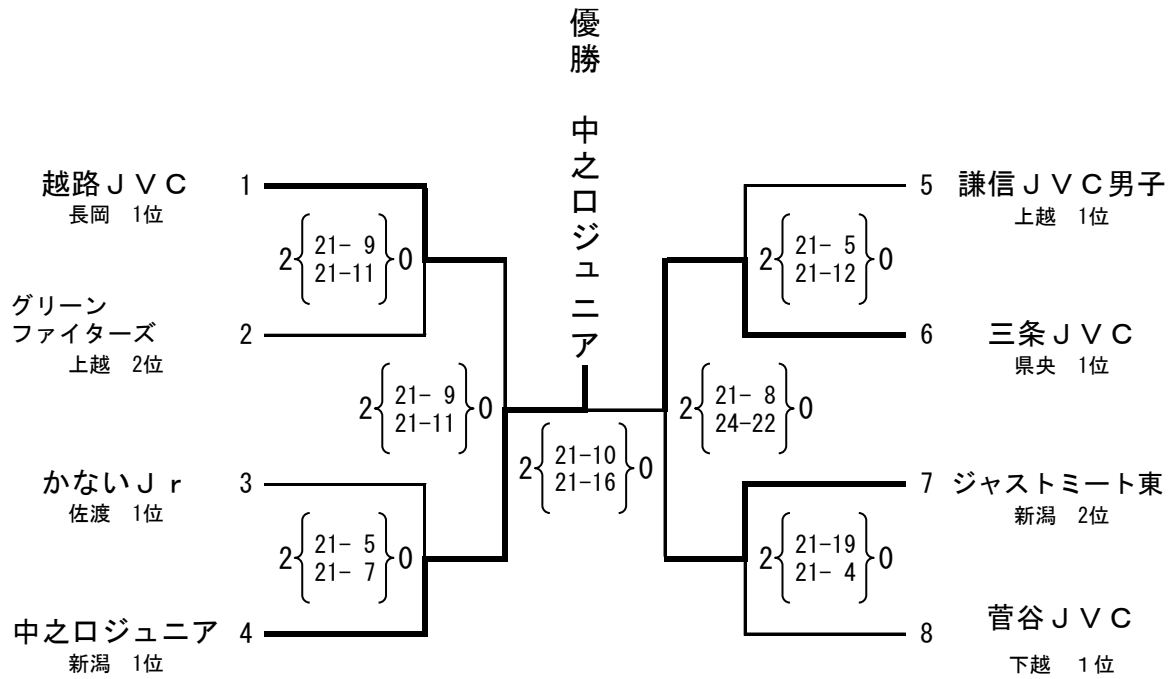 優勝　中之口ジュニア
越路ＪＶＣ 1
長岡　1位
2{21- 9 21-11}0
グリーン
ファイターズ 2
上越　2位
2{21- 9 21-11}0
かないＪｒ 3
佐渡　1位
2{21- 5 21- 7}0
中之口ジュニア 4
新潟　1位
2{21-10 21-16}0
5 謙信ＪＶＣ男子
上越　1位
2{21- 5 21-12}0
6 三条ＪＶＣ
県央　1位
2{21- 8 24-22}0
7 ジャストミート東
新潟　2位
2{21-19 21- 4}0
8 菅谷ＪＶＣ
下越　１位